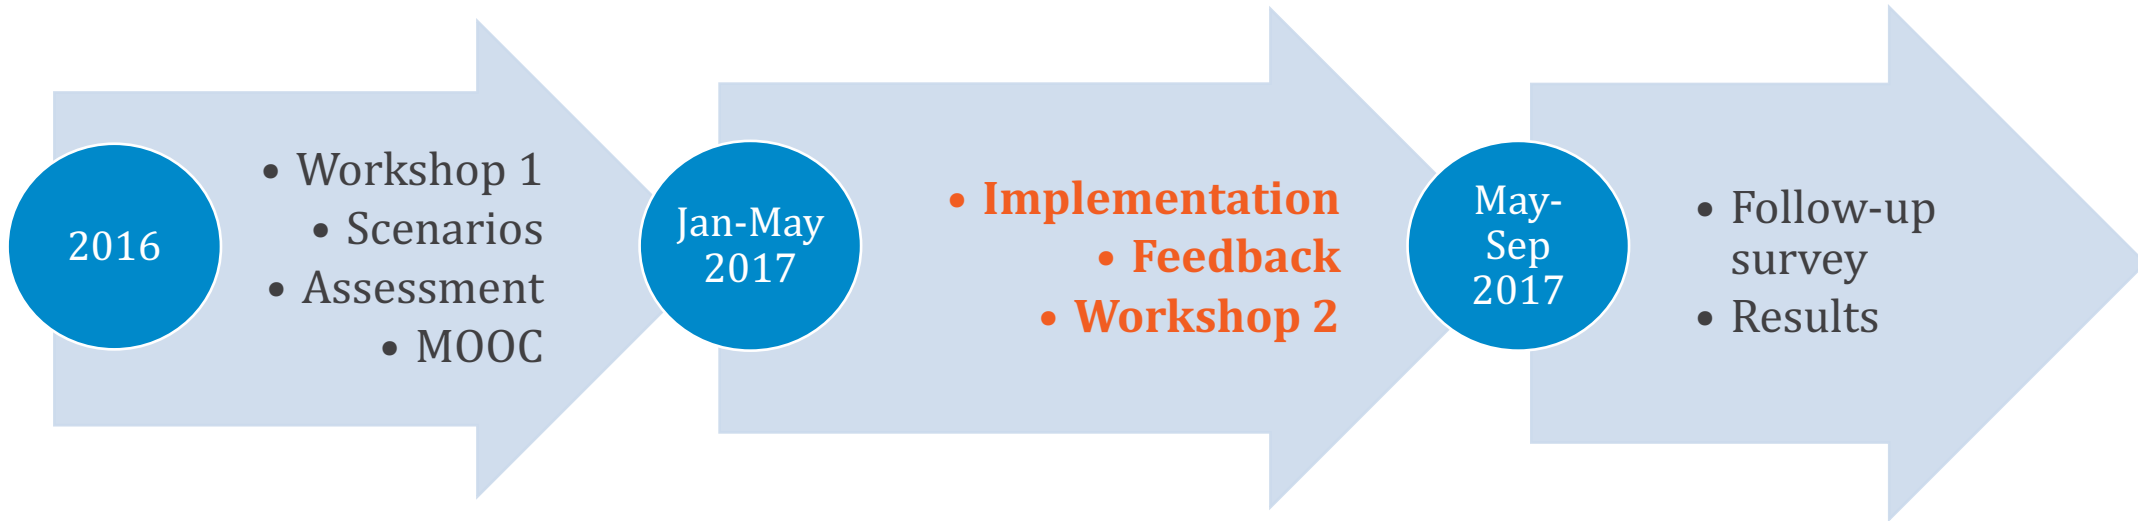 2016
• Workshop 1
• Scenarios
• Assessment
• MOOC
Jan-May
2017
• Implementation
• Feedback
• Workshop 2
May-
Sep
2017
• Follow-up
survey
• Results